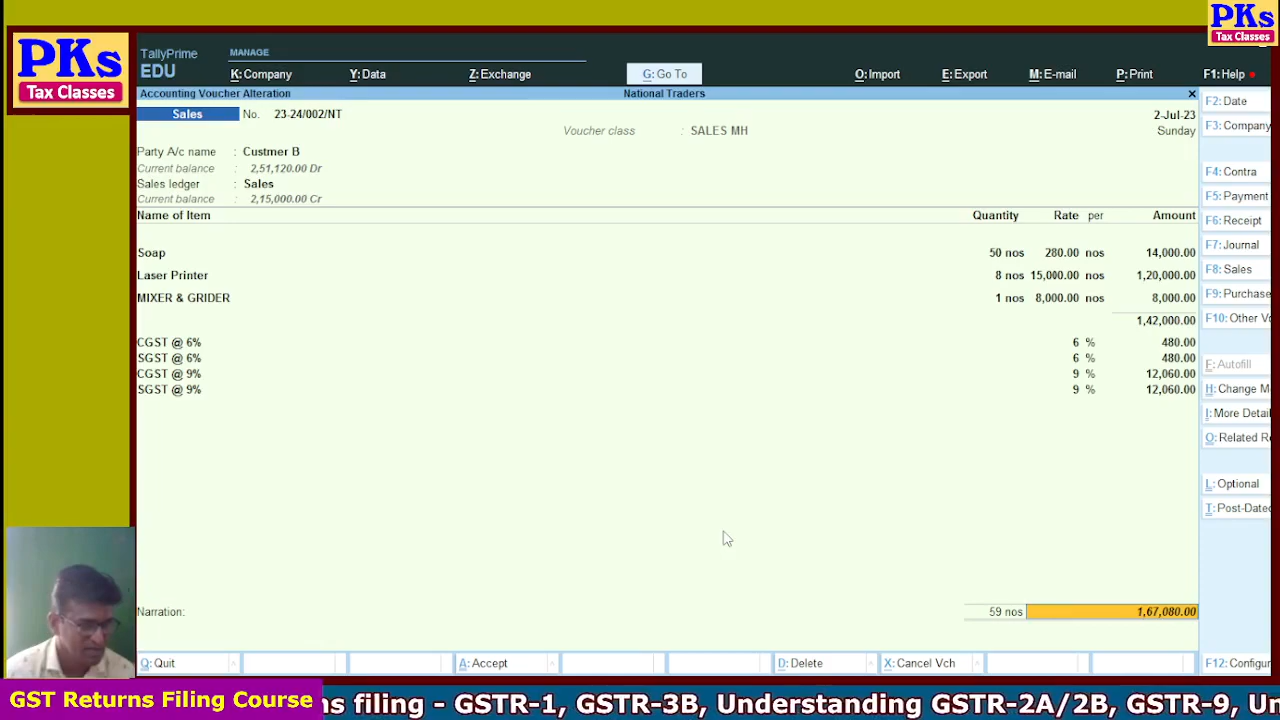 PKs
Tax Classes
PKs
Tax Classes
TallyPrime
EDU
MANAGE
K: Company
Y: Data
Z: Exchange
G: Go To
O: Import
E: Export
M: E-mail
P: Print
F1: Help
Accounting Voucher Alteration
National Traders
Sales
No. 23-24/002/NT
2-Jul-23
Voucher class : SALES MH
Sunday
Party A/c name : Custmer B
Current balance : 2,51,120.00 Dr
Sales ledger : Sales
Current balance : 2,15,000.00 Cr
Name of Item Quantity Rate per Amount
Soap 50 nos 280.00 nos 14,000.00
Laser Printer 8 nos 15,000.00 nos 1,20,000.00
MIXER & GRIDER 1 nos 8,000.00 nos 8,000.00
1,42,000.00
CGST @ 6% 6 % 480.00
SGST @ 6% 6 % 480.00
CGST @ 9% 9 % 12,060.00
SGST @ 9% 9 % 12,060.00
Narration: 59 nos 1,67,080.00
Q: Quit
A: Accept
D: Delete
X: Cancel Vch
F2: Date
F3: Company
F4: Contra
F5: Payment
F6: Receipt
F7: Journal
F8: Sales
F9: Purchase
F10: Other V
F: Autofill
H: Change M
I: More Detai
O: Related R
L: Optional
T: Post-Date
F12: Configur
GST Returns Filing Course
ns filing - GSTR-1, GSTR-3B, Understanding GSTR-2A/2B, GSTR-9, Un